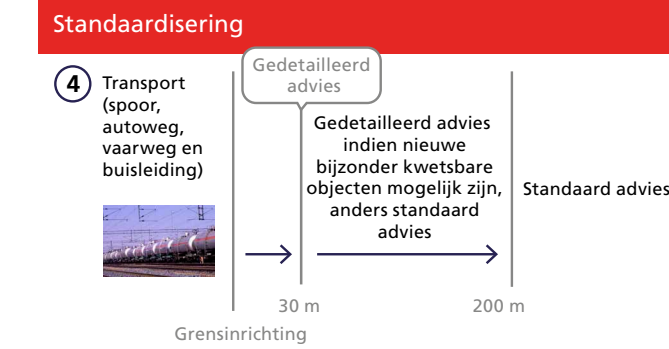 Standaardisering
4
Transport
(spoor,
autoweg,
vaarweg en
buisleiding)
Gedetailleerd
advies
Gedetailleerd advies
indien nieuwe
bijzonder kwetsbare
objecten mogelijk zijn,
anders standaard
advies
Standaard advies
30 m
200 m
Grensinrichting